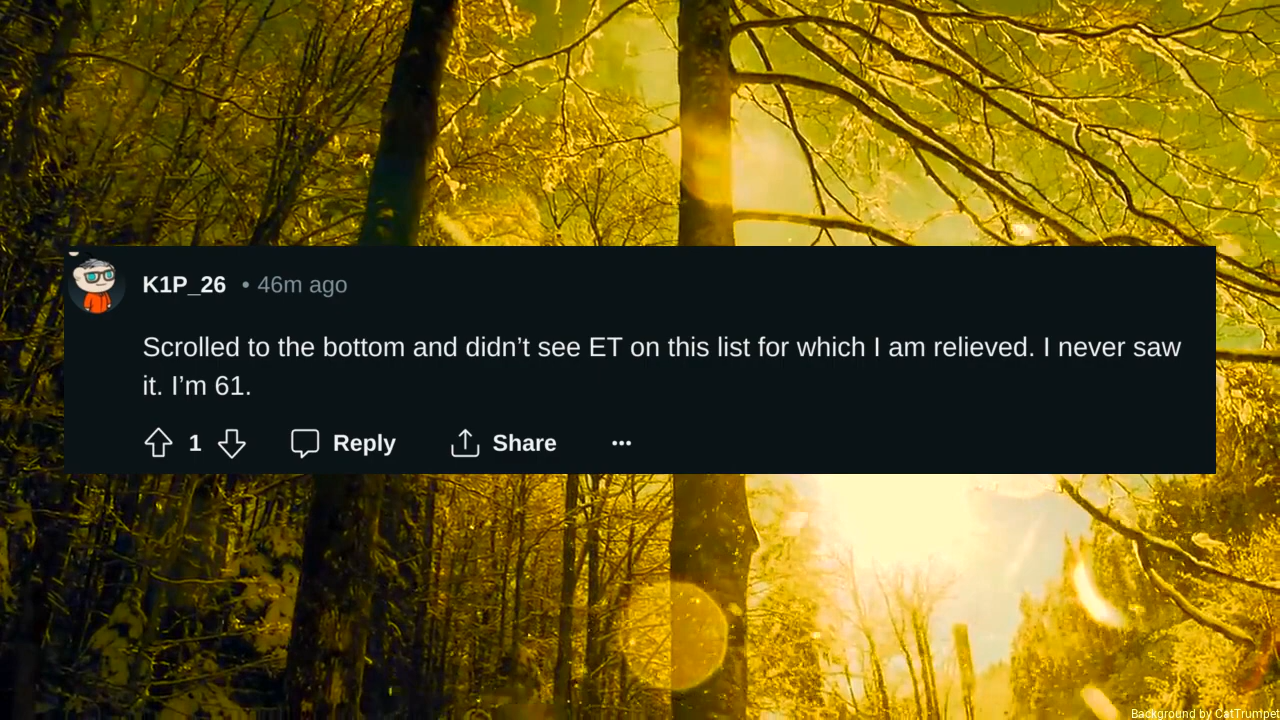 K1P_26 • 46m ago
Scrolled to the bottom and didn’t see ET on this list for which I am relieved. I never saw
it. I’m 61.
1 Reply Share
Background by CatTrumpet